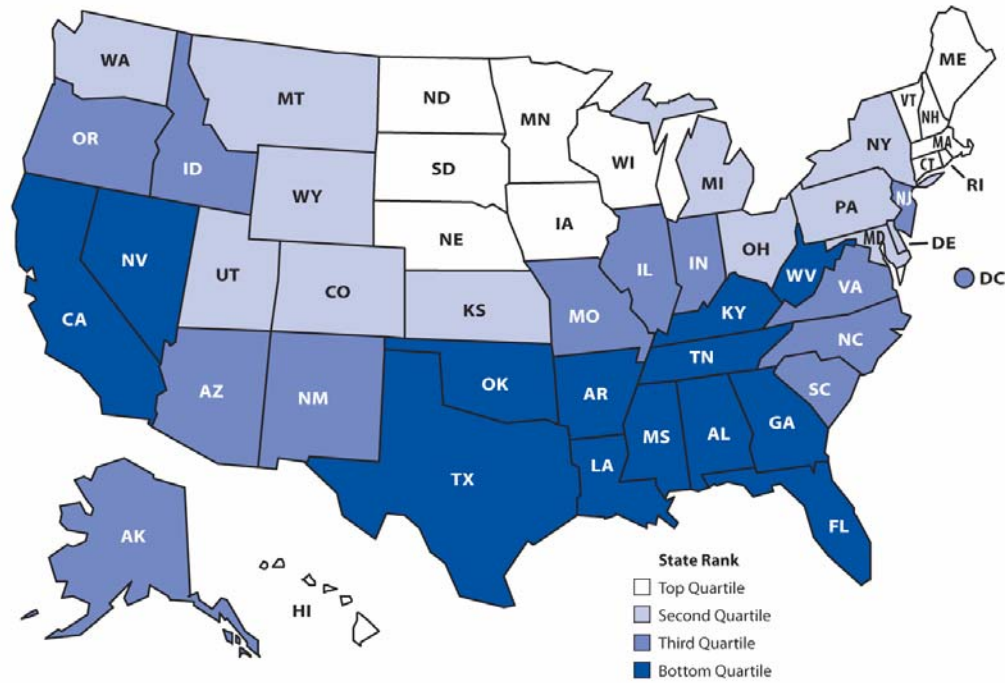 WA
MT
ND
MN
ME
VT
NH
MA
CT
RI
OR
ID
SD
WI
MI
NY
WY
IA
NE
PA
NJ
NV
UT
CO
KS
IL
IN
OH
MD
DE
DC
CA
MO
WV
VA
KY
NC
TN
AZ
NM
OK
AR
SC
MS
AL
GA
LA
TX
FL
AK
HI
State Rank
Top Quartile
Second Quartile
Third Quartile
Bottom Quartile